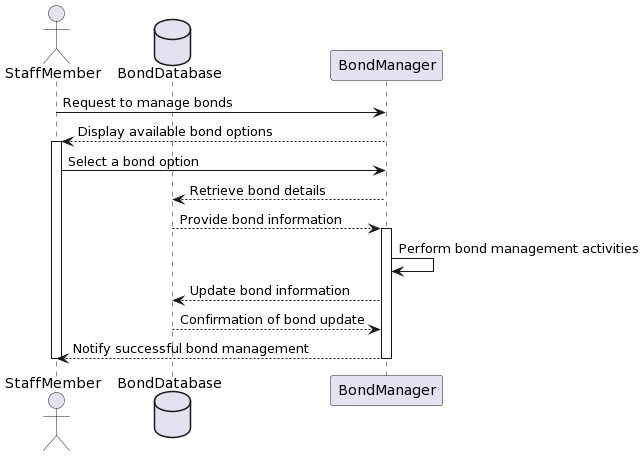 StaffMember
BondDatabase
BondManager
Request to manage bonds
Display available bond options
Select a bond option
Retrieve bond details
Provide bond information
Perform bond management activities
Update bond information
Confirmation of bond update
Notify successful bond management
StaffMember
BondDatabase
BondManager